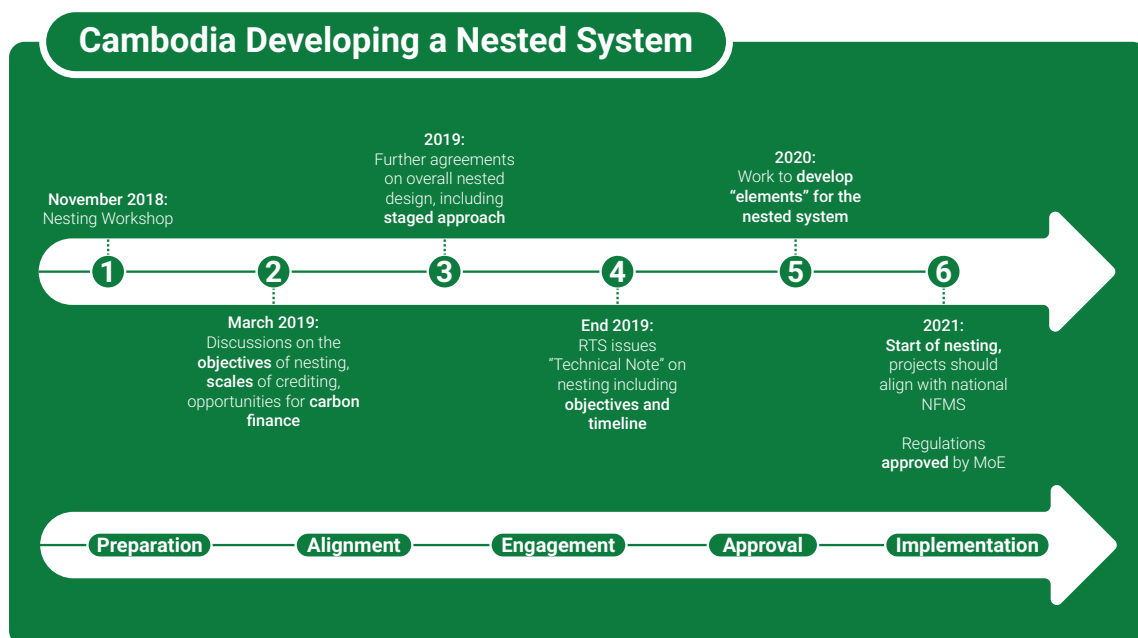 Cambodia Developing a Nested System
November 2018:
Nesting Workshop
2019:
Further agreements
on overall nested
design, including
staged approach
2020:
Work to develop
“elements” for the
nested system
1
2
3
4
5
6
March 2019:
Discussions on the
objectives of nesting,
scales of crediting,
opportunities for carbon
finance
End 2019:
RTS issues
“Technical Note” on
nesting including
objectives and
timeline
2021:
Start of nesting,
projects should
align with national
NFMS
Regulations
approved by MoE
Preparation
Alignment
Engagement
Approval
Implementation